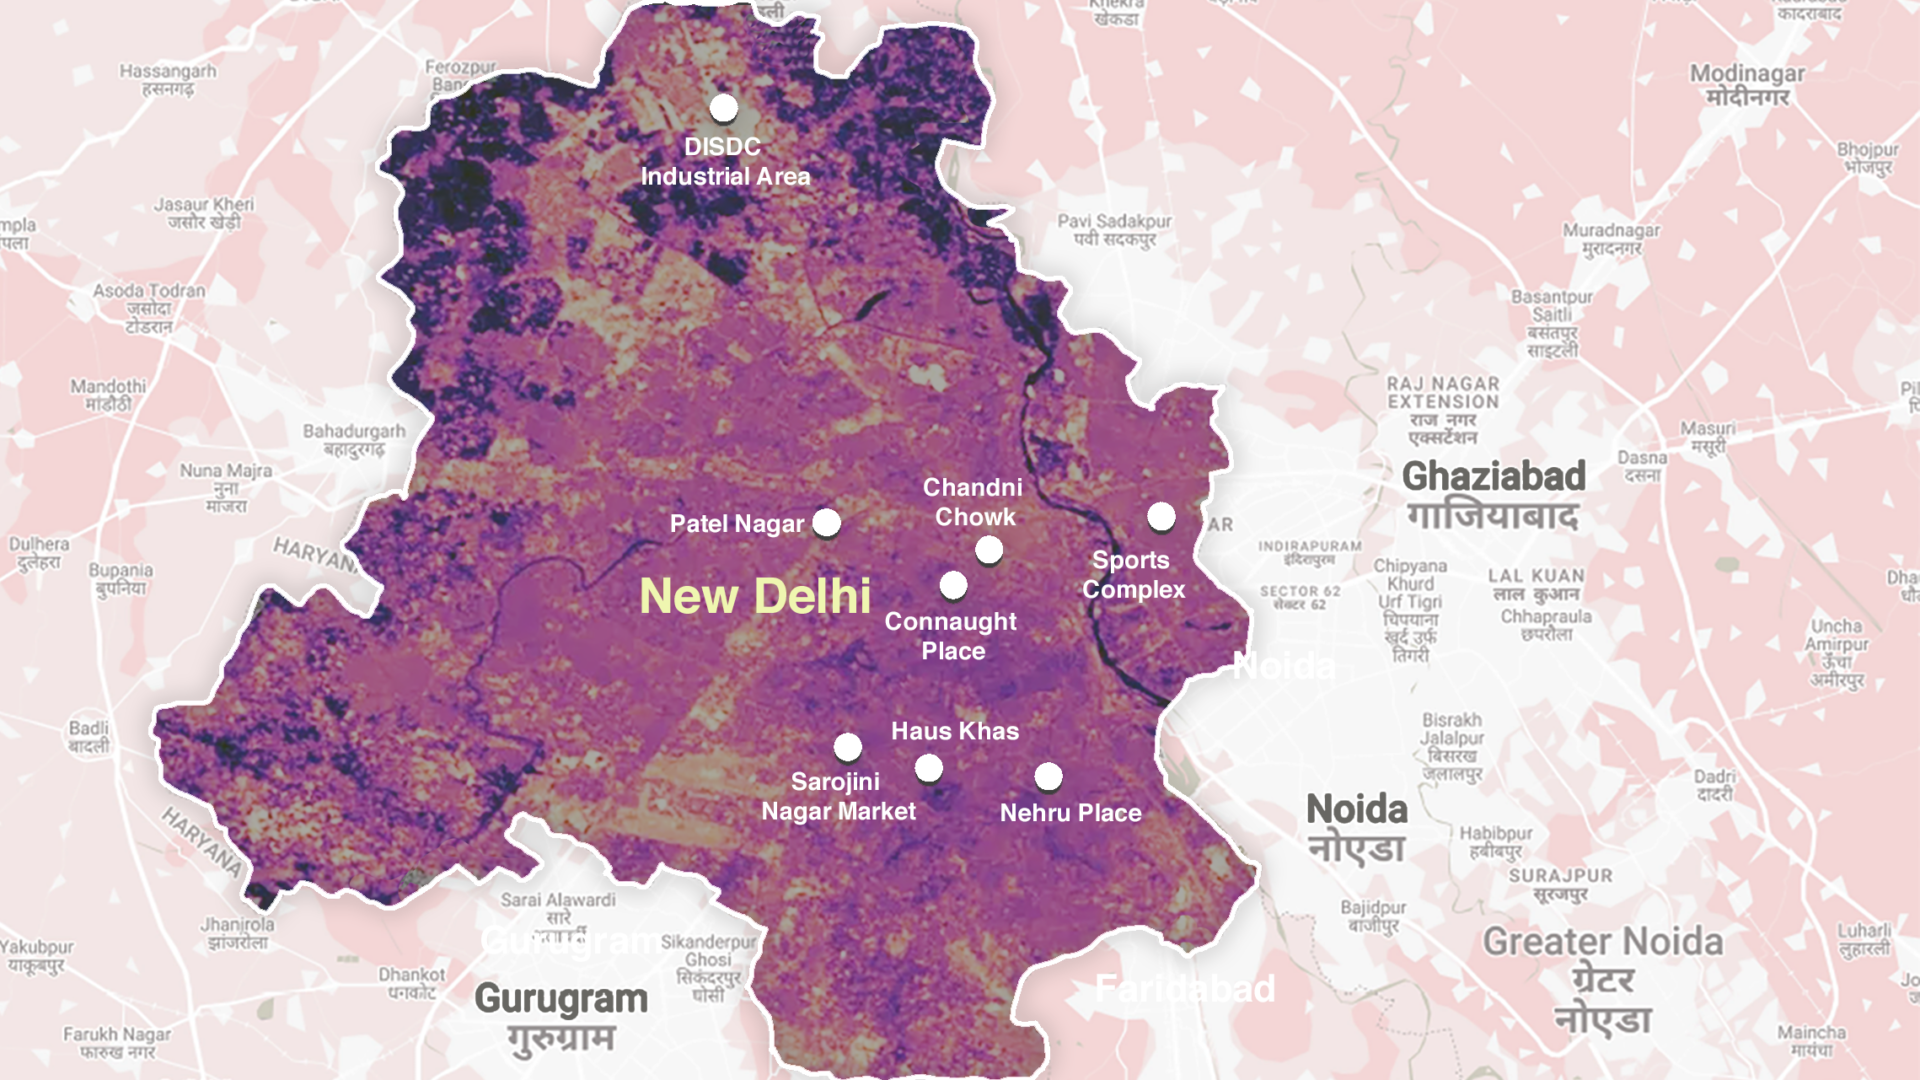 Khekra
खेकडा
कादराबाद
Hassangarh
हसनगढ़
Ferozpur
Modinagar
मोदीनगर
DISDC
Industrial Area
Bhojpur
भोजपुर
Jasaur Kheri
जसौर खेड़ी
Pavi Sadakpur
पवी सदकपुर
Muradnagar
मुरादनगर
Asoda Todran
जसोदा
टोडरान
Basantpur
Saitli
बसंतपुर
साइटली
Mandothi
मांडौठी
RAJ NAGAR
EXTENSION
राज नगर
एक्सटेंशन
Bahadurgarh
बहादुरगढ़
Masuri
मसूरी
Dasna
दसना
Nuna Majra
नुना
माजरा
Ghaziabad
गाजियाबाद
Chandni
Chowk
Patel Nagar
AR
Dulhera
दुलेहरा
HARYAN
Bupania
बुपनिया
INDIRAPURAM
इंदिरापुरम
Sports
Complex
SECTOR 62
सेक्टर 62
Chipyana
Khurd
Urf Tigri
चिपयाना
खुर्द उर्फ
तिगरी
LAL KUAN
लाल कुआन
Chhapraula
छपरौला
New Delhi
Connaught
Place
Uncha
Amirpur
ऊँचा
अमीरपुर
Noida
Badli
बादली
Haus Khas
Bisrakh
Jalalpur
बिसरख
जलालपुर
Sarojini
Nagar Market
Nehru Place
Dadri
दादरी
Noida
नोएडा
HARYANA
Habibpur
हबीबपुर
SURAJPUR
सूरजपुर
Sarai Alawardi
सारे
Bajidpur
बाजीपुर
Jhanjrola
झांजरोला
Gurugram
Sikanderpur
Ghosi
सिकंदरपुर
घोसी
Yakubpur
याकूबपुर
Luharli
लुहारली
Greater Noida
ग्रेटर
नोएडा
Dhankot
धनकोट
Faridabad
Gurugram
गुरुग्राम
Farukh Nagar
फारुख नगर
Maincha
मायंचा